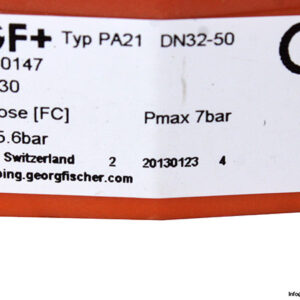 GF+ Typ PA21 DN32-50
0147
30
ose [FC] Pmax 7bar
5.6bar
Switzerland 2 20130123 4
ping.georgfischer.com